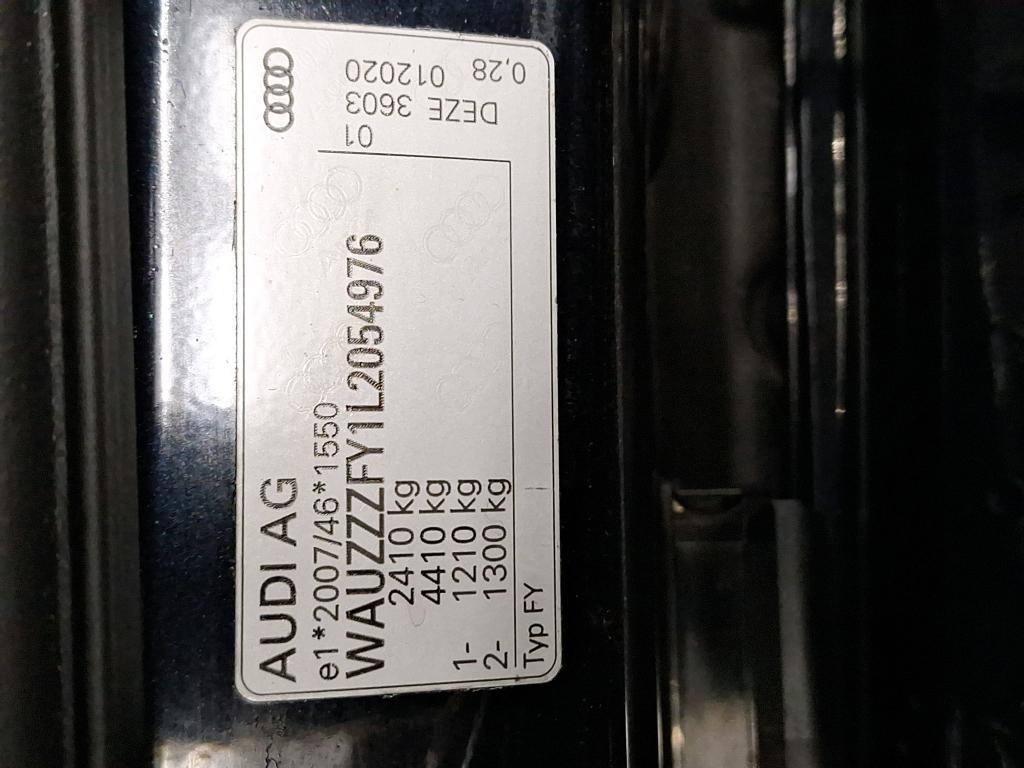 AUDI AG
e1*2007/46*1550
WAUZZZFY1L2054976
2410 kg
4410 kg
1- 1210 kg
2- 1300 kg
Typ FY
01
DEZE 3603 012020
0,28